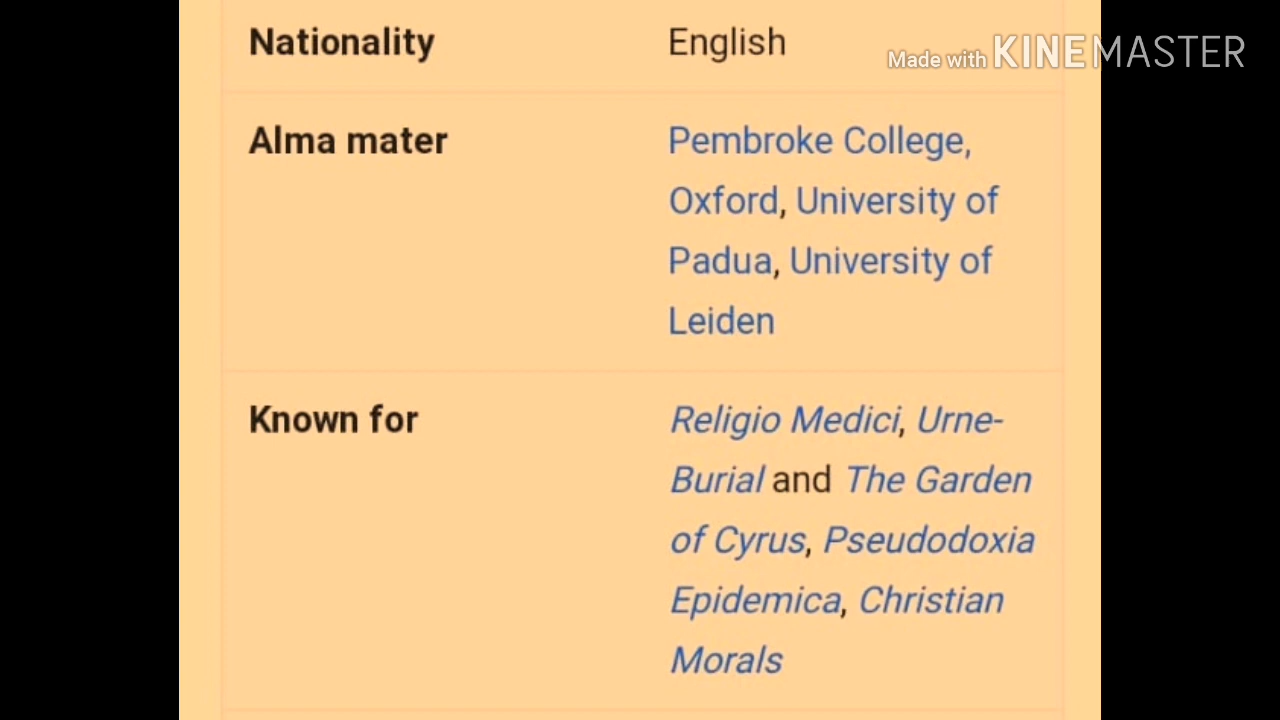 Nationality English
Made with KINEMASTER
Alma mater Pembroke College,
Oxford, University of
Padua, University of
Leiden
Known for Religio Medici, Urne-
Burial and The Garden
of Cyrus, Pseudodoxia
Epidemica, Christian
Morals